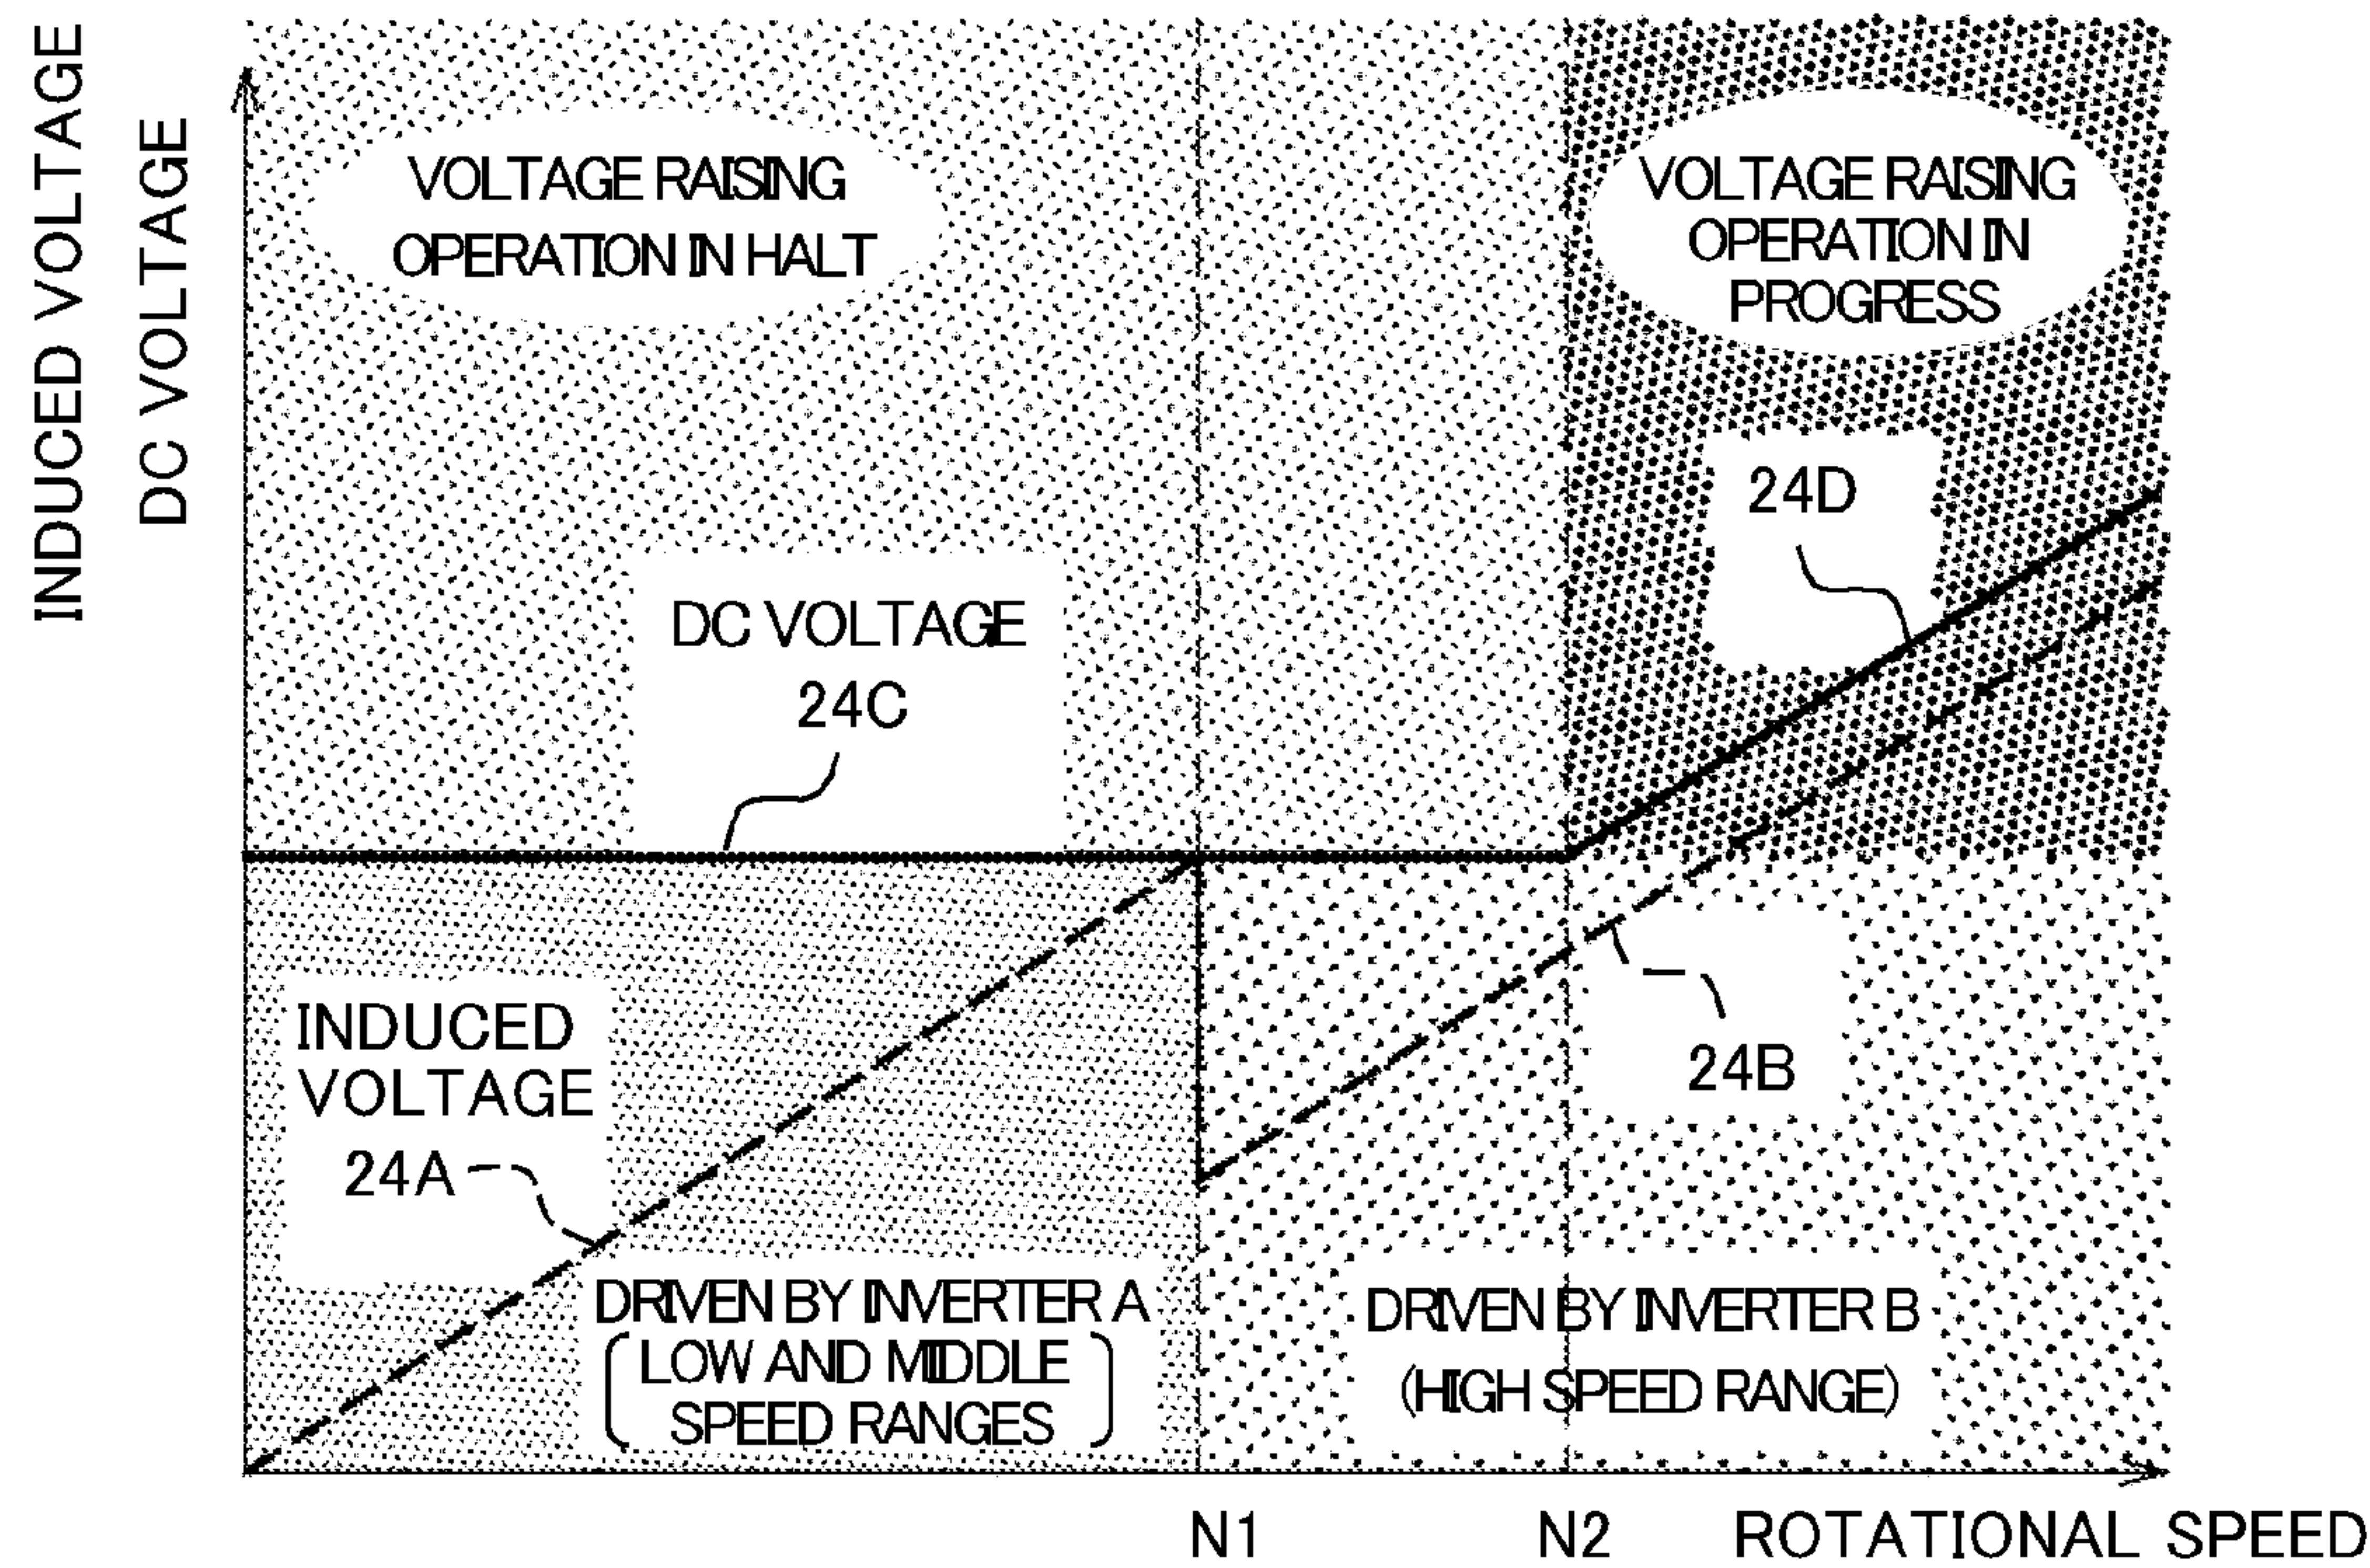 INDUCED VOLTAGE
DC VOLTAGE
VOLTAGE RAISING
OPERATION IN HALT
VOLTAGE RAISING
OPERATION IN
PROGRESS
24D
DC VOLTAGE
24C
INDUCED
VOLTAGE
24A
24B
DRIVEN BY INVERTER A
(LOW AND MIDDLE
SPEED RANGES)
DRIVEN BY INVERTER B
(HIGH SPEED RANGE)
N1
N2
ROTATIONAL SPEED